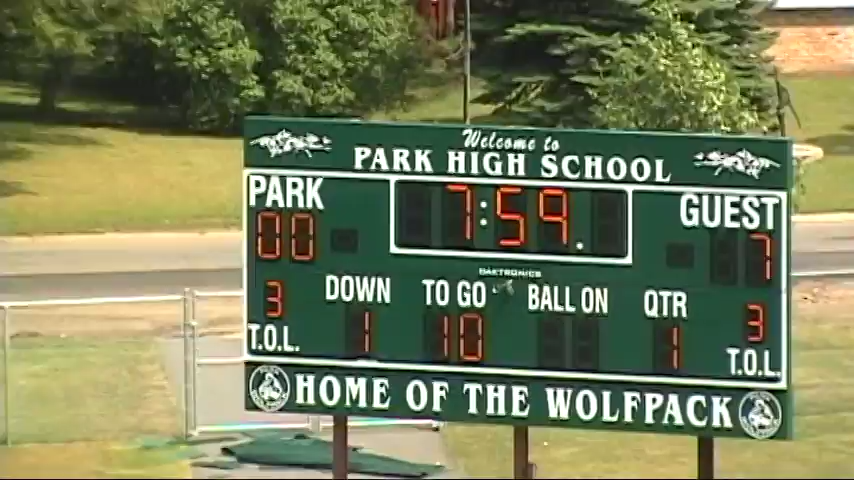 Welcome to
PARK HIGH SCHOOL
PARK 7:59. GUEST
00 7
DAKTRONICS
3 DOWN TO GO BALL ON QTR 3
T.O.L. 1 10 1 T.O.L.
HOME OF THE WOLFPACK